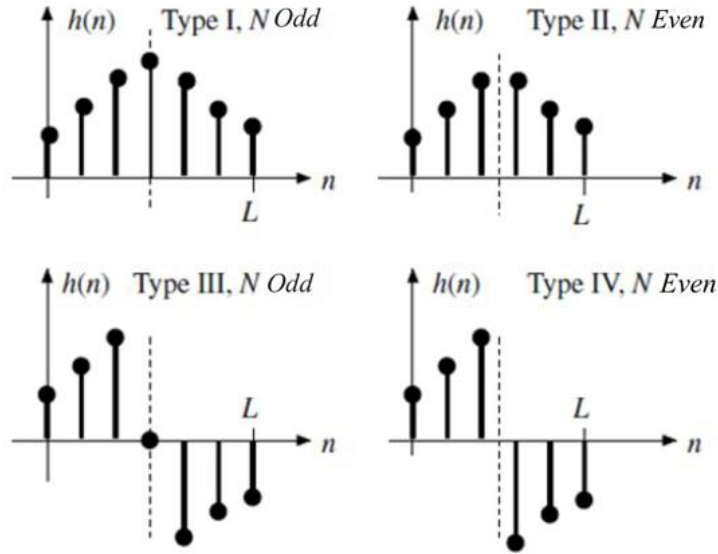 h(n) Type I, N Odd
n
L
h(n) Type II, N Even
n
L
h(n) Type III, N Odd
L
n
h(n) Type IV, N Even
L
n